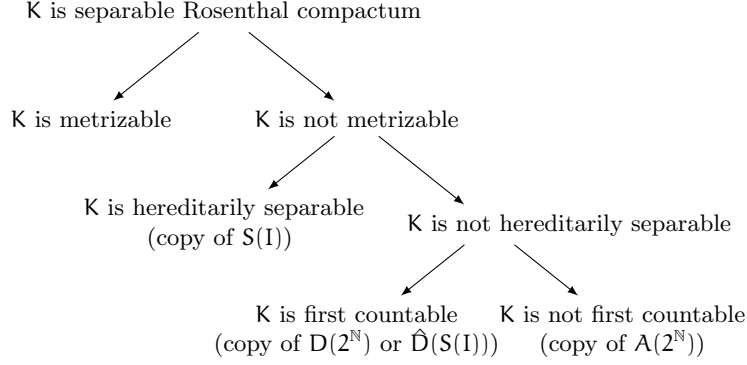 K is separable Rosenthal compactum
K is metrizable
K is not metrizable
K is hereditarily separable
(copy of S(I))
K is not hereditarily separable
K is first countable
(copy of D(2^ℕ) or D̂(S(I)))
K is not first countable
(copy of A(2^ℕ))